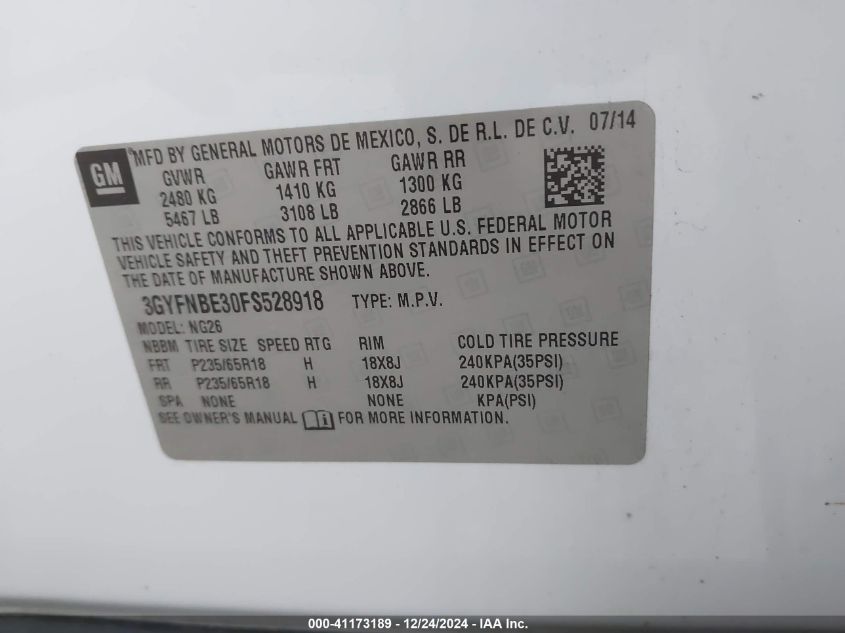 GM
MFD BY GENERAL MOTORS DE MEXICO, S. DE R.L. DE C.V. 07/14
GVWR GAWR FRT GAWR RR
2480 KG 1410 KG 1300 KG
5467 LB 3108 LB 2866 LB
THIS VEHICLE CONFORMS TO ALL APPLICABLE U.S. FEDERAL MOTOR
VEHICLE SAFETY AND THEFT PREVENTION STANDARDS IN EFFECT ON
THE DATE OF MANUFACTURE SHOWN ABOVE.
3GYFNBE30FS528918 TYPE: M.P.V.
MODEL: NG26
NBBM TIRE SIZE SPEED RTG RIM COLD TIRE PRESSURE
FRT P235/65R18 H 18X8J 240KPA(35PSI)
RR P235/65R18 H 18X8J 240KPA(35PSI)
SPA NONE NONE KPA(PSI)
SEE OWNER'S MANUAL FOR MORE INFORMATION.
000-41173189 - 12/24/2024 - IAA Inc.